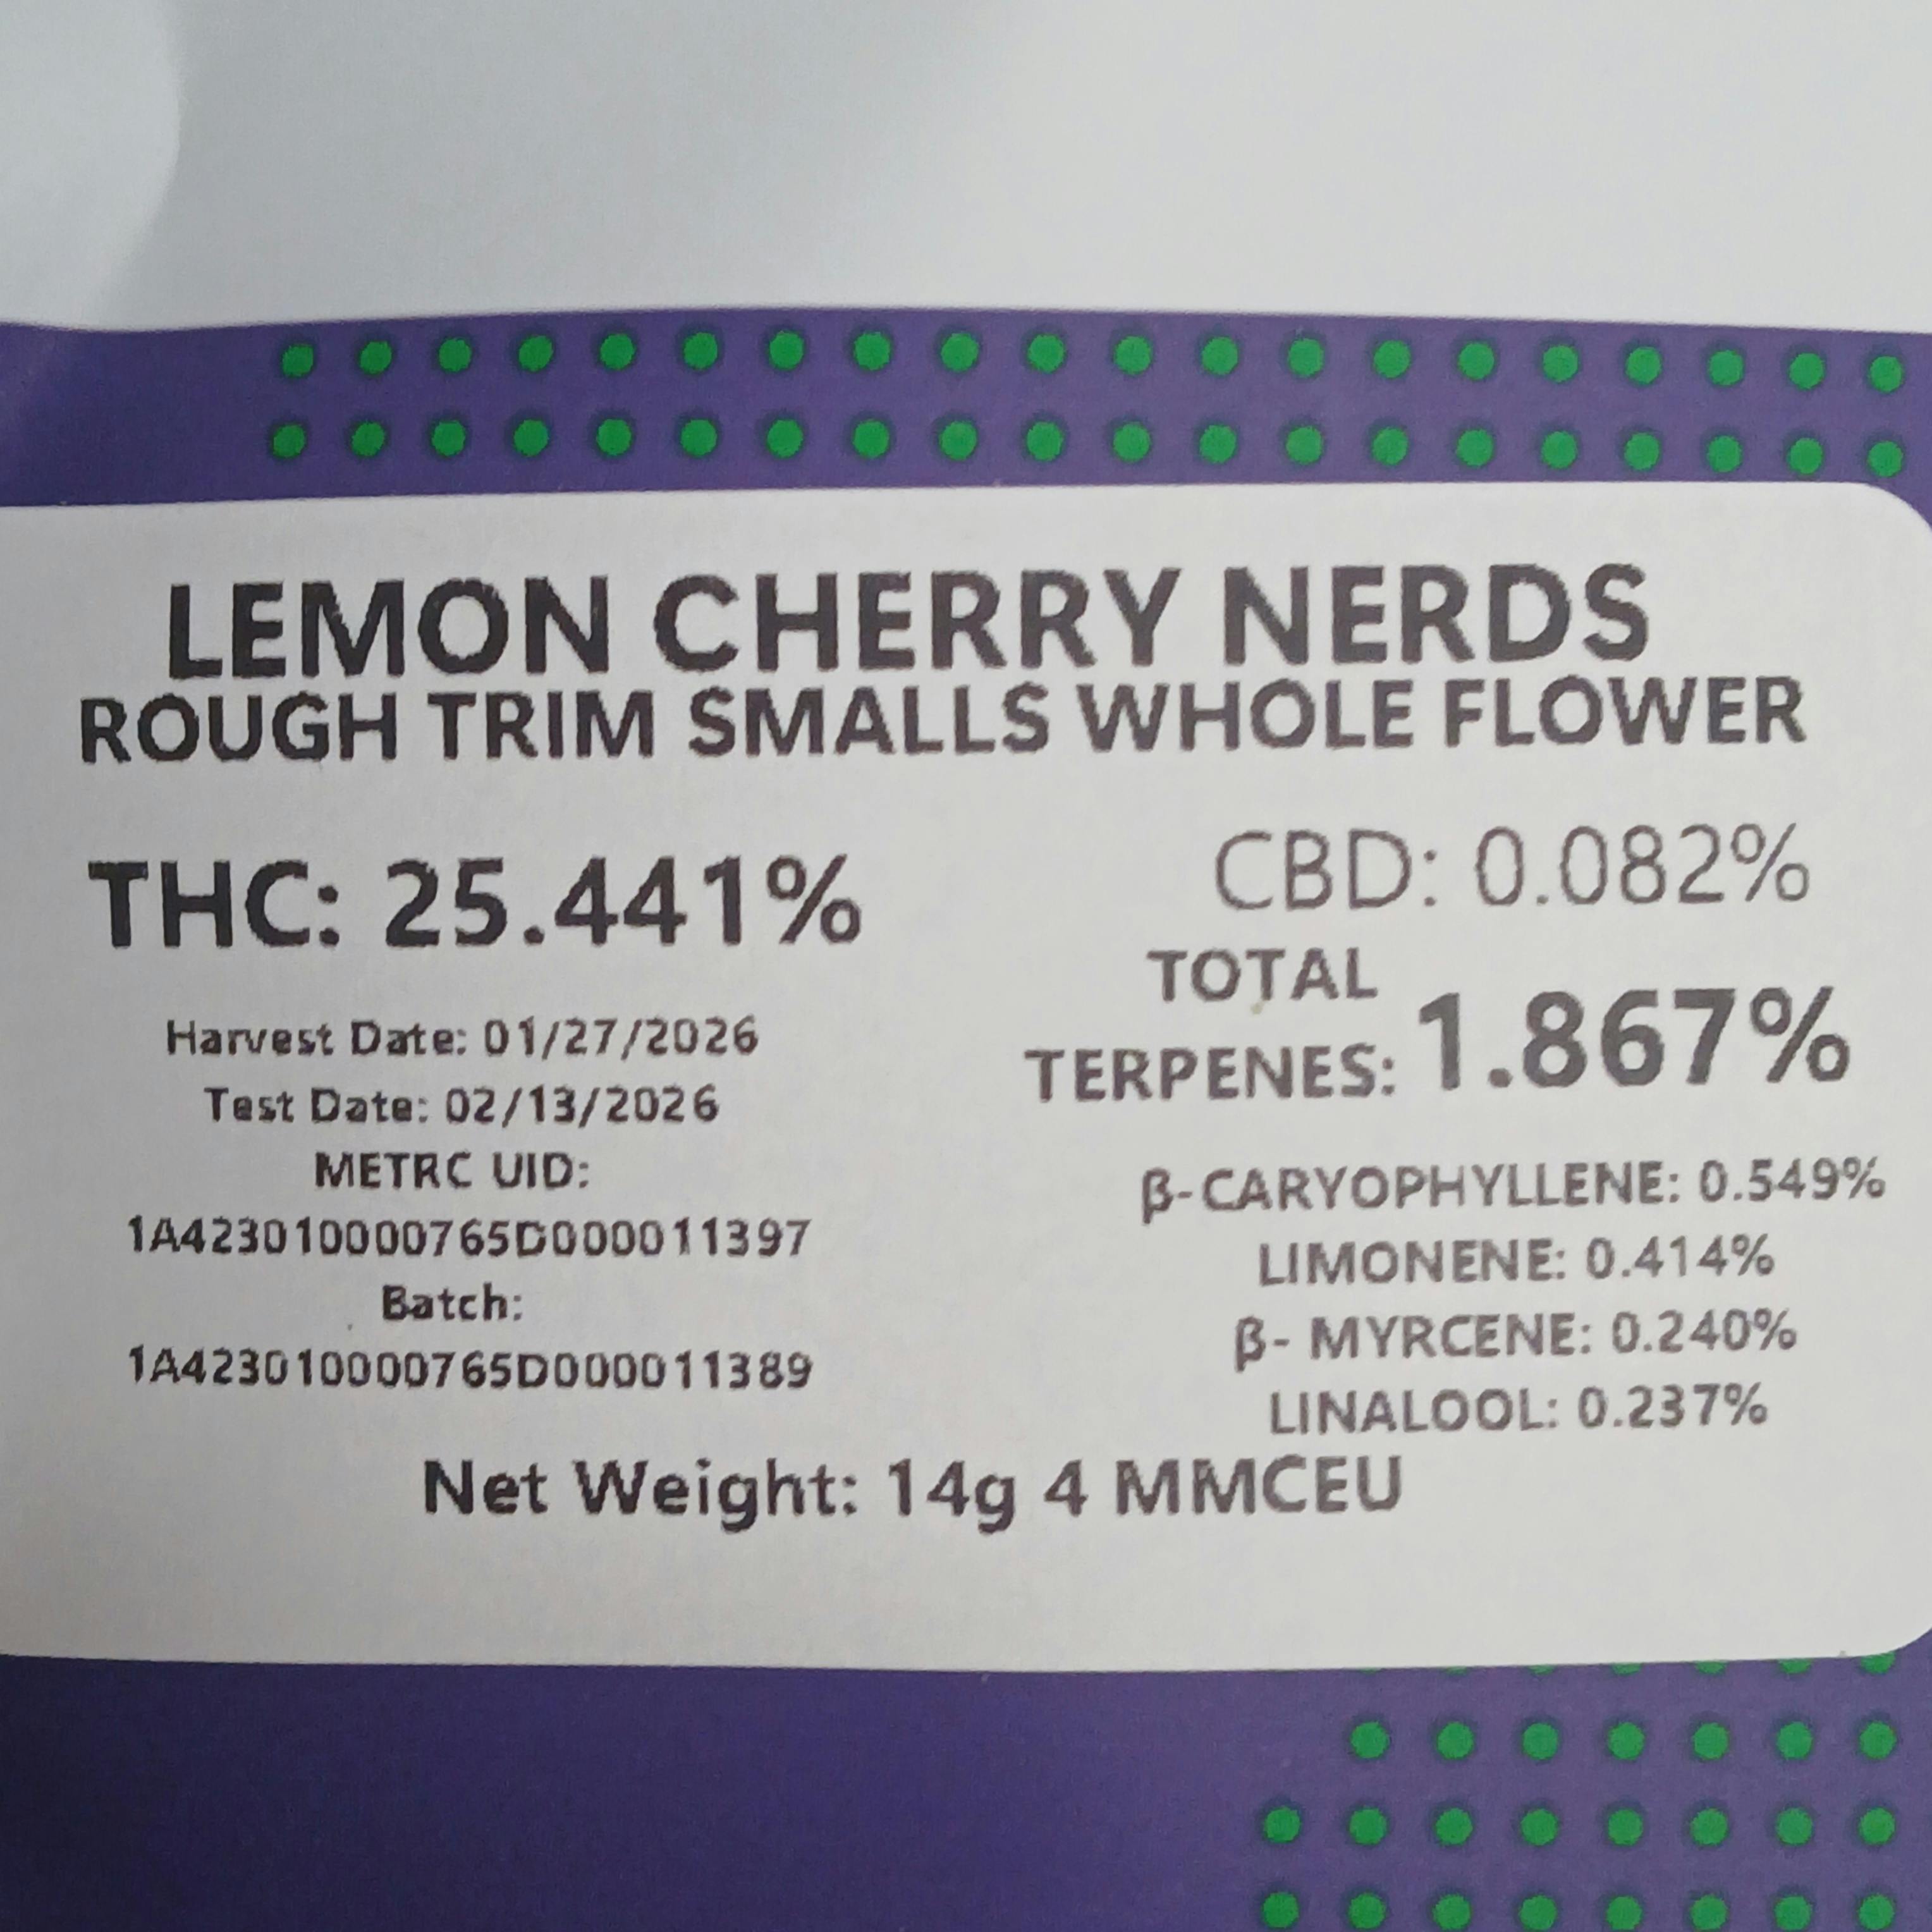 LEMON CHERRY NERDS
ROUGH TRIM SMALLS WHOLE FLOWER
THC: 25.441%
Harvest Date: 01/27/2026
Test Date: 02/13/2026
METRC UID:
1A423010000765D000011397
Batch:
1A423010000765D000011389
CBD: 0.082%
TOTAL
TERPENES: 1.867%
β-CARYOPHYLLENE: 0.549%
LIMONENE: 0.414%
β- MYRCENE: 0.240%
LINALOOL: 0.237%
Net Weight: 14g 4 MMCEU